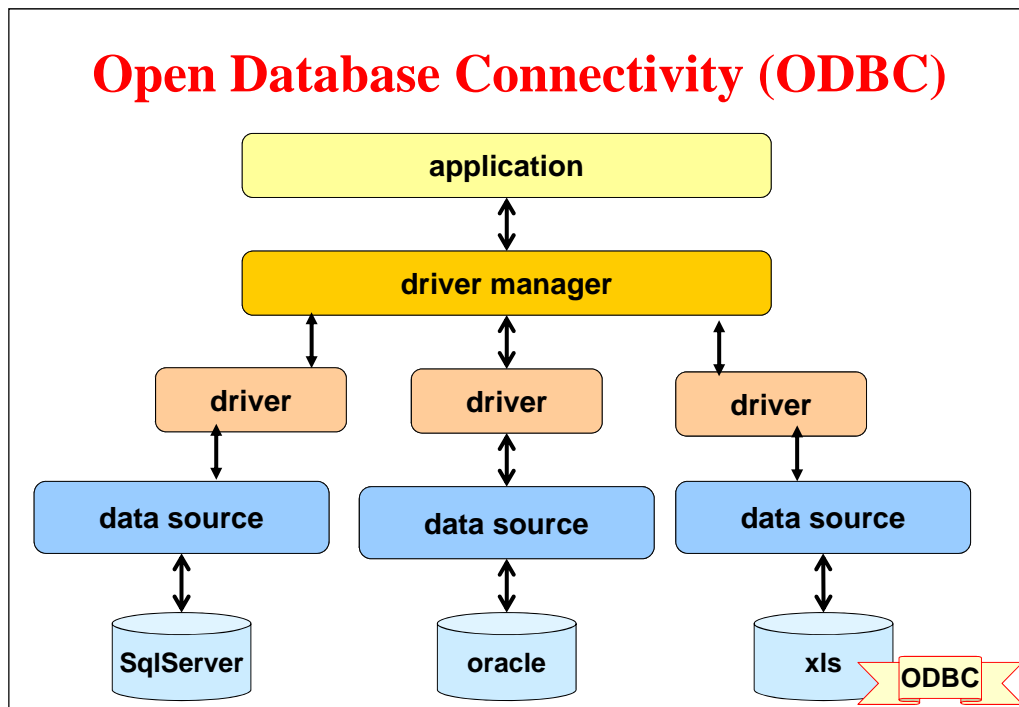 Open Database Connectivity (ODBC)
application
driver manager
driver
driver
driver
data source
data source
data source
SqlServer
oracle
xls
ODBC